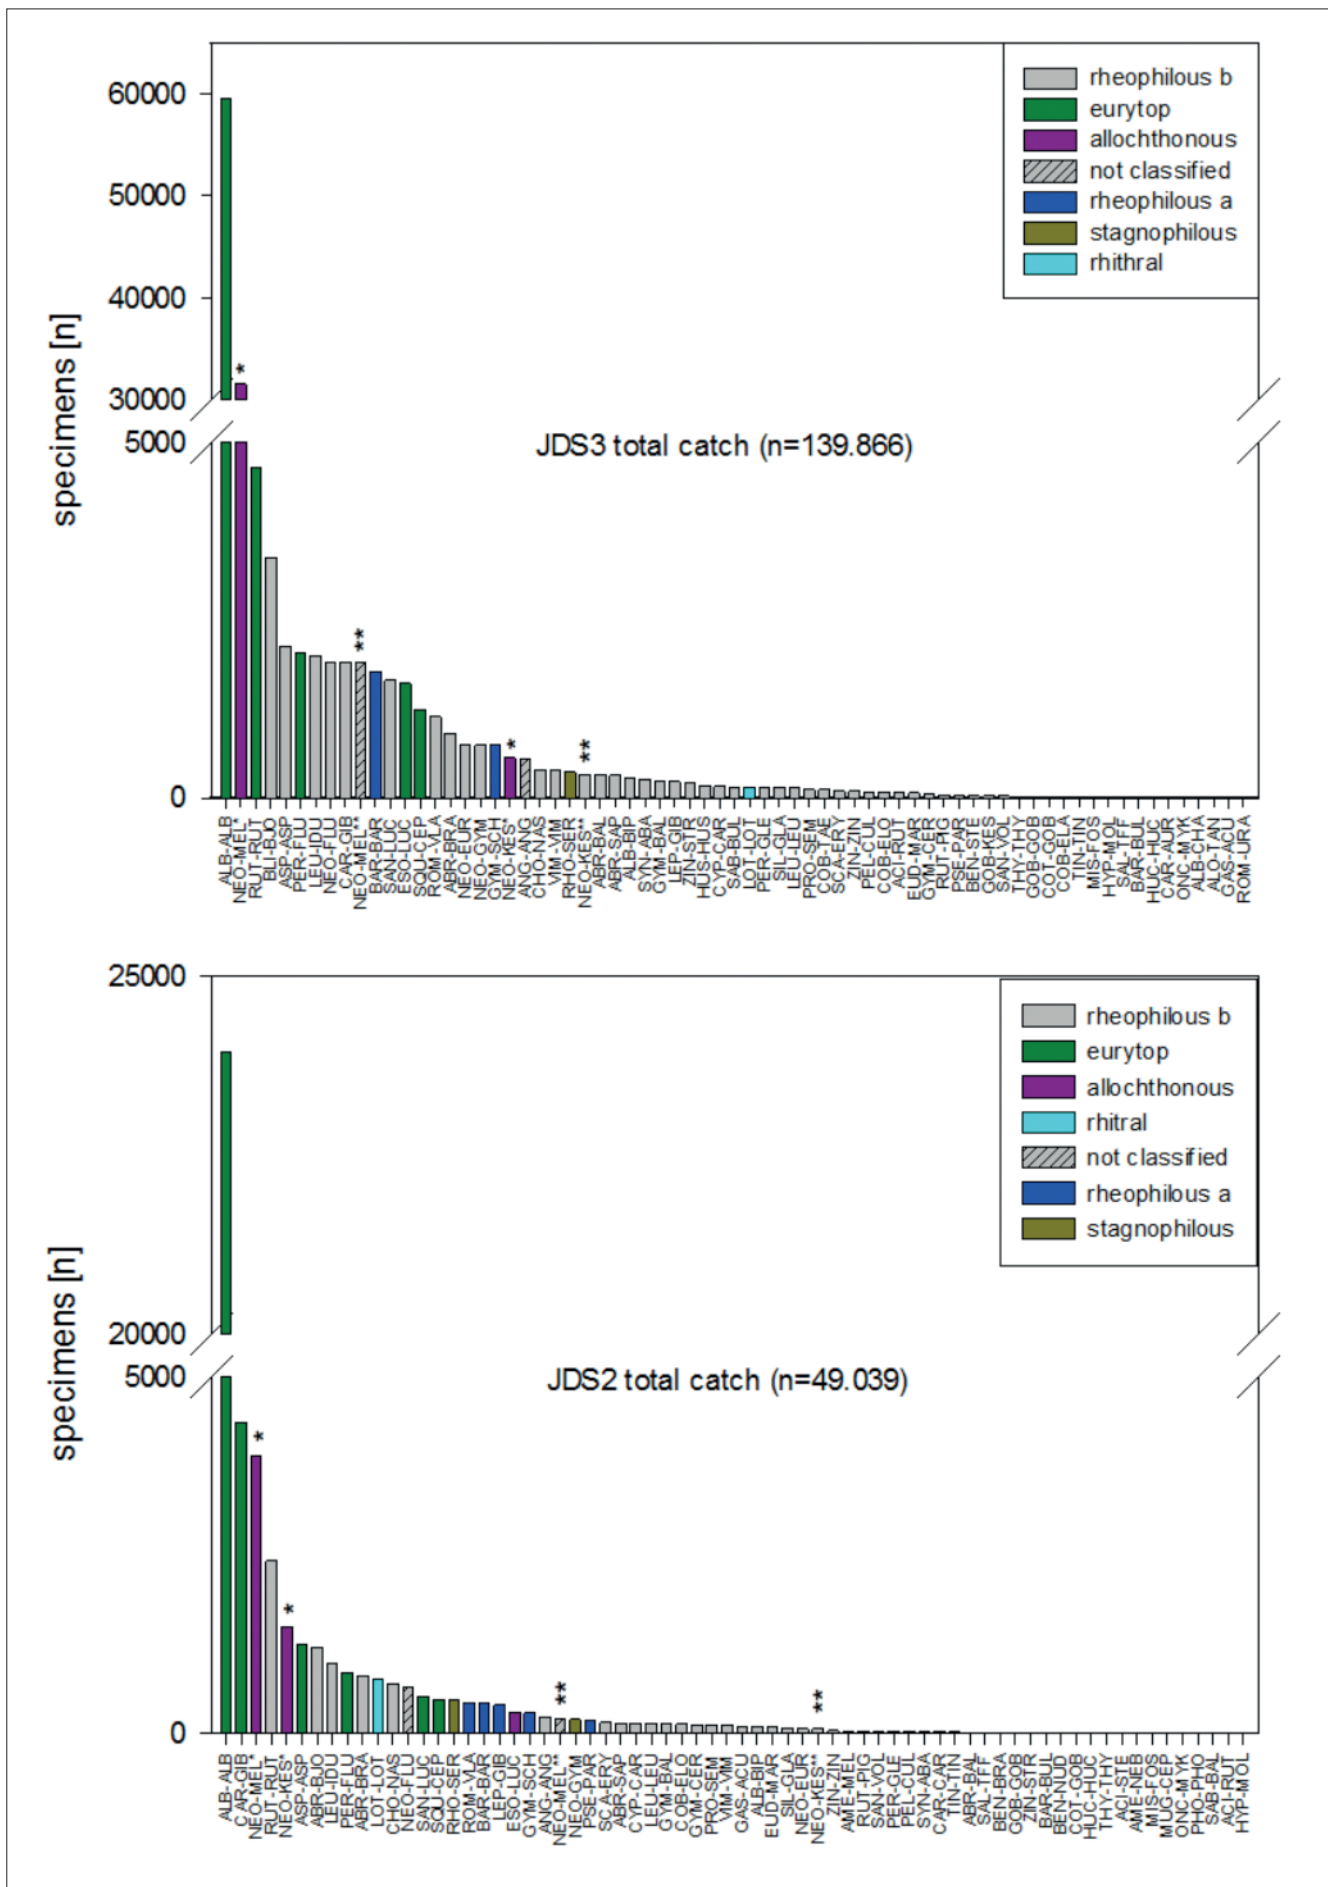 60000
50000
40000
30000
5000
0
specimens [n]
rheophilous b
eurytop
allochthonous
not classified
rheophilous a
stagnophilous
rhithral
JDS3 total catch (n=139.866)
*
**
*
**
ALB-ALB
NEO-MEL*
RUT-RUT
BLI-BJO
ASP-ASP
PER-FLU
LEU-IDU
NEO-FLU
CAR-GIB
NEO-MEL**
BAR-BAR
SAN-LUC
ESO-LUC
SQU-CEP
ROM-VLA
ABR-BRA
NEO-EUR
NEO-GYM
GYM-SCH
NEO-KES*
ANG-ANG
CHO-NAS
VIM-VIM
RHO-SER
NEO-KES**
ABR-BAL
ABR-SAP
ALB-BIP
SYN-ABA
GYM-BAL
LEP-GIB
ZIN-STR
HUS-HUS
CYP-CAR
SAB-BUL
LOT-LOT
PER-GLE
SIL-GLA
LEU-LEU
PRO-SEM
COB-TAE
SCA-ERY
ZIN-ZIN
PEL-CUL
COB-ELO
ACI-RUT
EUD-MAR
GYM-CER
RUT-PIG
PSE-PAR
BEN-STE
GOB-KES
SAN-VOL
THY-THY
GOB-GOB
COT-GOB
COB-ELA
TIN-TIN
MIS-FOS
HYP-MOL
SAL-TFF
BAR-BUL
HUC-HUC
CAR-AUR
ONC-MYK
ALB-CHA
ALO-TAN
GAS-ACU
ROM-URA
25000
20000
5000
0
specimens [n]
rheophilous b
eurytop
allochthonous
rhitral
not classified
rheophilous a
stagnophilous
JDS2 total catch (n=49.039)
*
*
**
**
ALB-ALB
CAR-GIB
NEO-MEL*
RUT-RUT
NEO-KES*
ASP-ASP
ABR-BJO
LEU-IDU
PER-FLU
ABR-BRA
LOT-LOT
CHO-NAS
NEO-FLU
SAN-LUC
SQU-CEP
RHO-SER
ROM-VLA
BAR-BAR
LEP-GIB
ESO-LUC
GYM-SCH
ANG-ANG
NEO-MEL**
NEO-GYM
PSE-PAR
SCA-ERY
ABR-SAP
CYP-CAR
LEU-LEU
GYM-BAL
COB-ELO
GYM-CER
PRO-SEM
VIM-VIM
GAS-ACU
ALB-BIP
EUD-MAR
SIL-GLA
NEO-EUR
NEO-KES**
ZIN-ZIN
AME-MEL
RUT-PIG
SAN-VOL
PER-GLE
PEL-CUL
SYN-ABA
CAR-CAR
TIN-TIN
ABR-BAL
SAL-TFF
BEN-BRA
GOB-GOB
ZIN-STR
BAR-BUL
BEN-NUD
COT-GOB
HUC-HUC
THY-THY
ACI-STE
AME-NEB
MIS-FOS
MUG-CEP
ONC-MYK
PHO-PHO
SAB-BAL
ACI-RUT
HYP-MOL